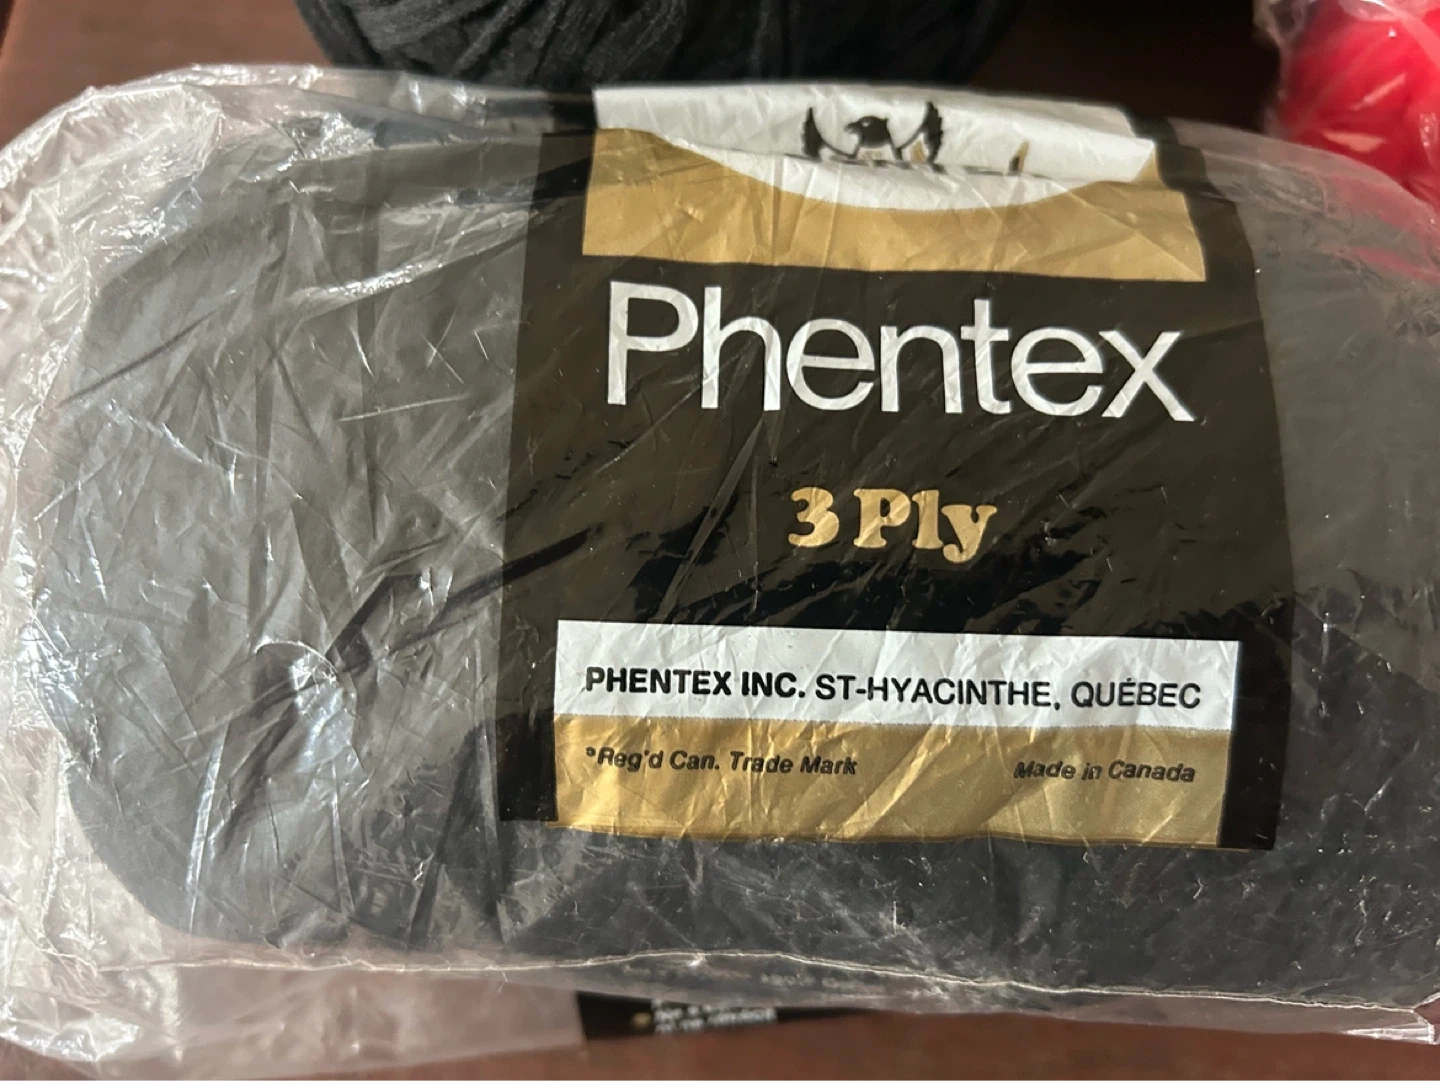 Phentex
3 Ply
PHENTEX INC. ST-HYACINTHE, QUÉBEC
*Reg'd Can. Trade Mark Made in Canada